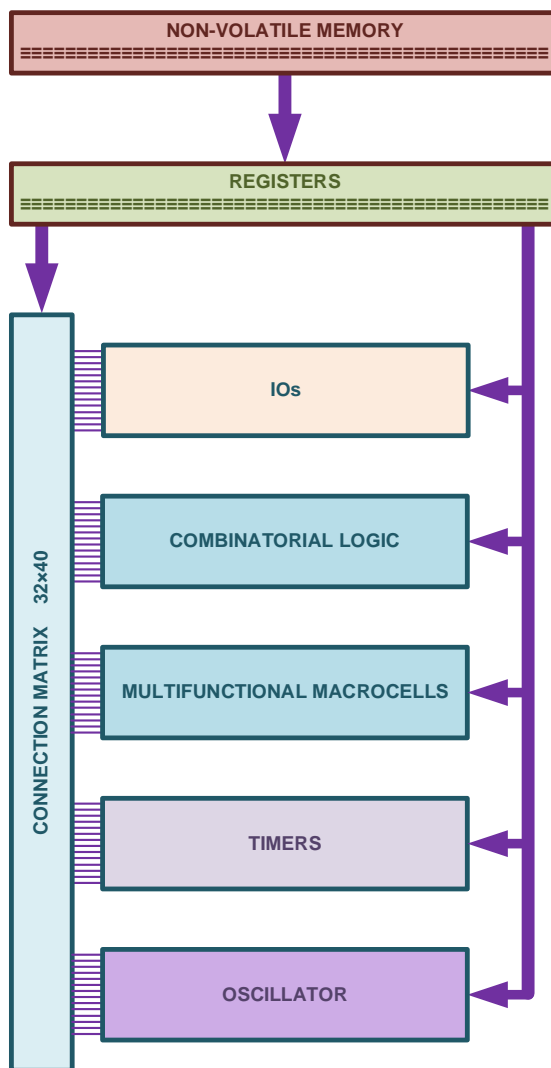 NON-VOLATILE MEMORY
REGISTERS
CONNECTION MATRIX 32×40
IOs
COMBINATORIAL LOGIC
MULTIFUNCTIONAL MACROCELLS
TIMERS
OSCILLATOR